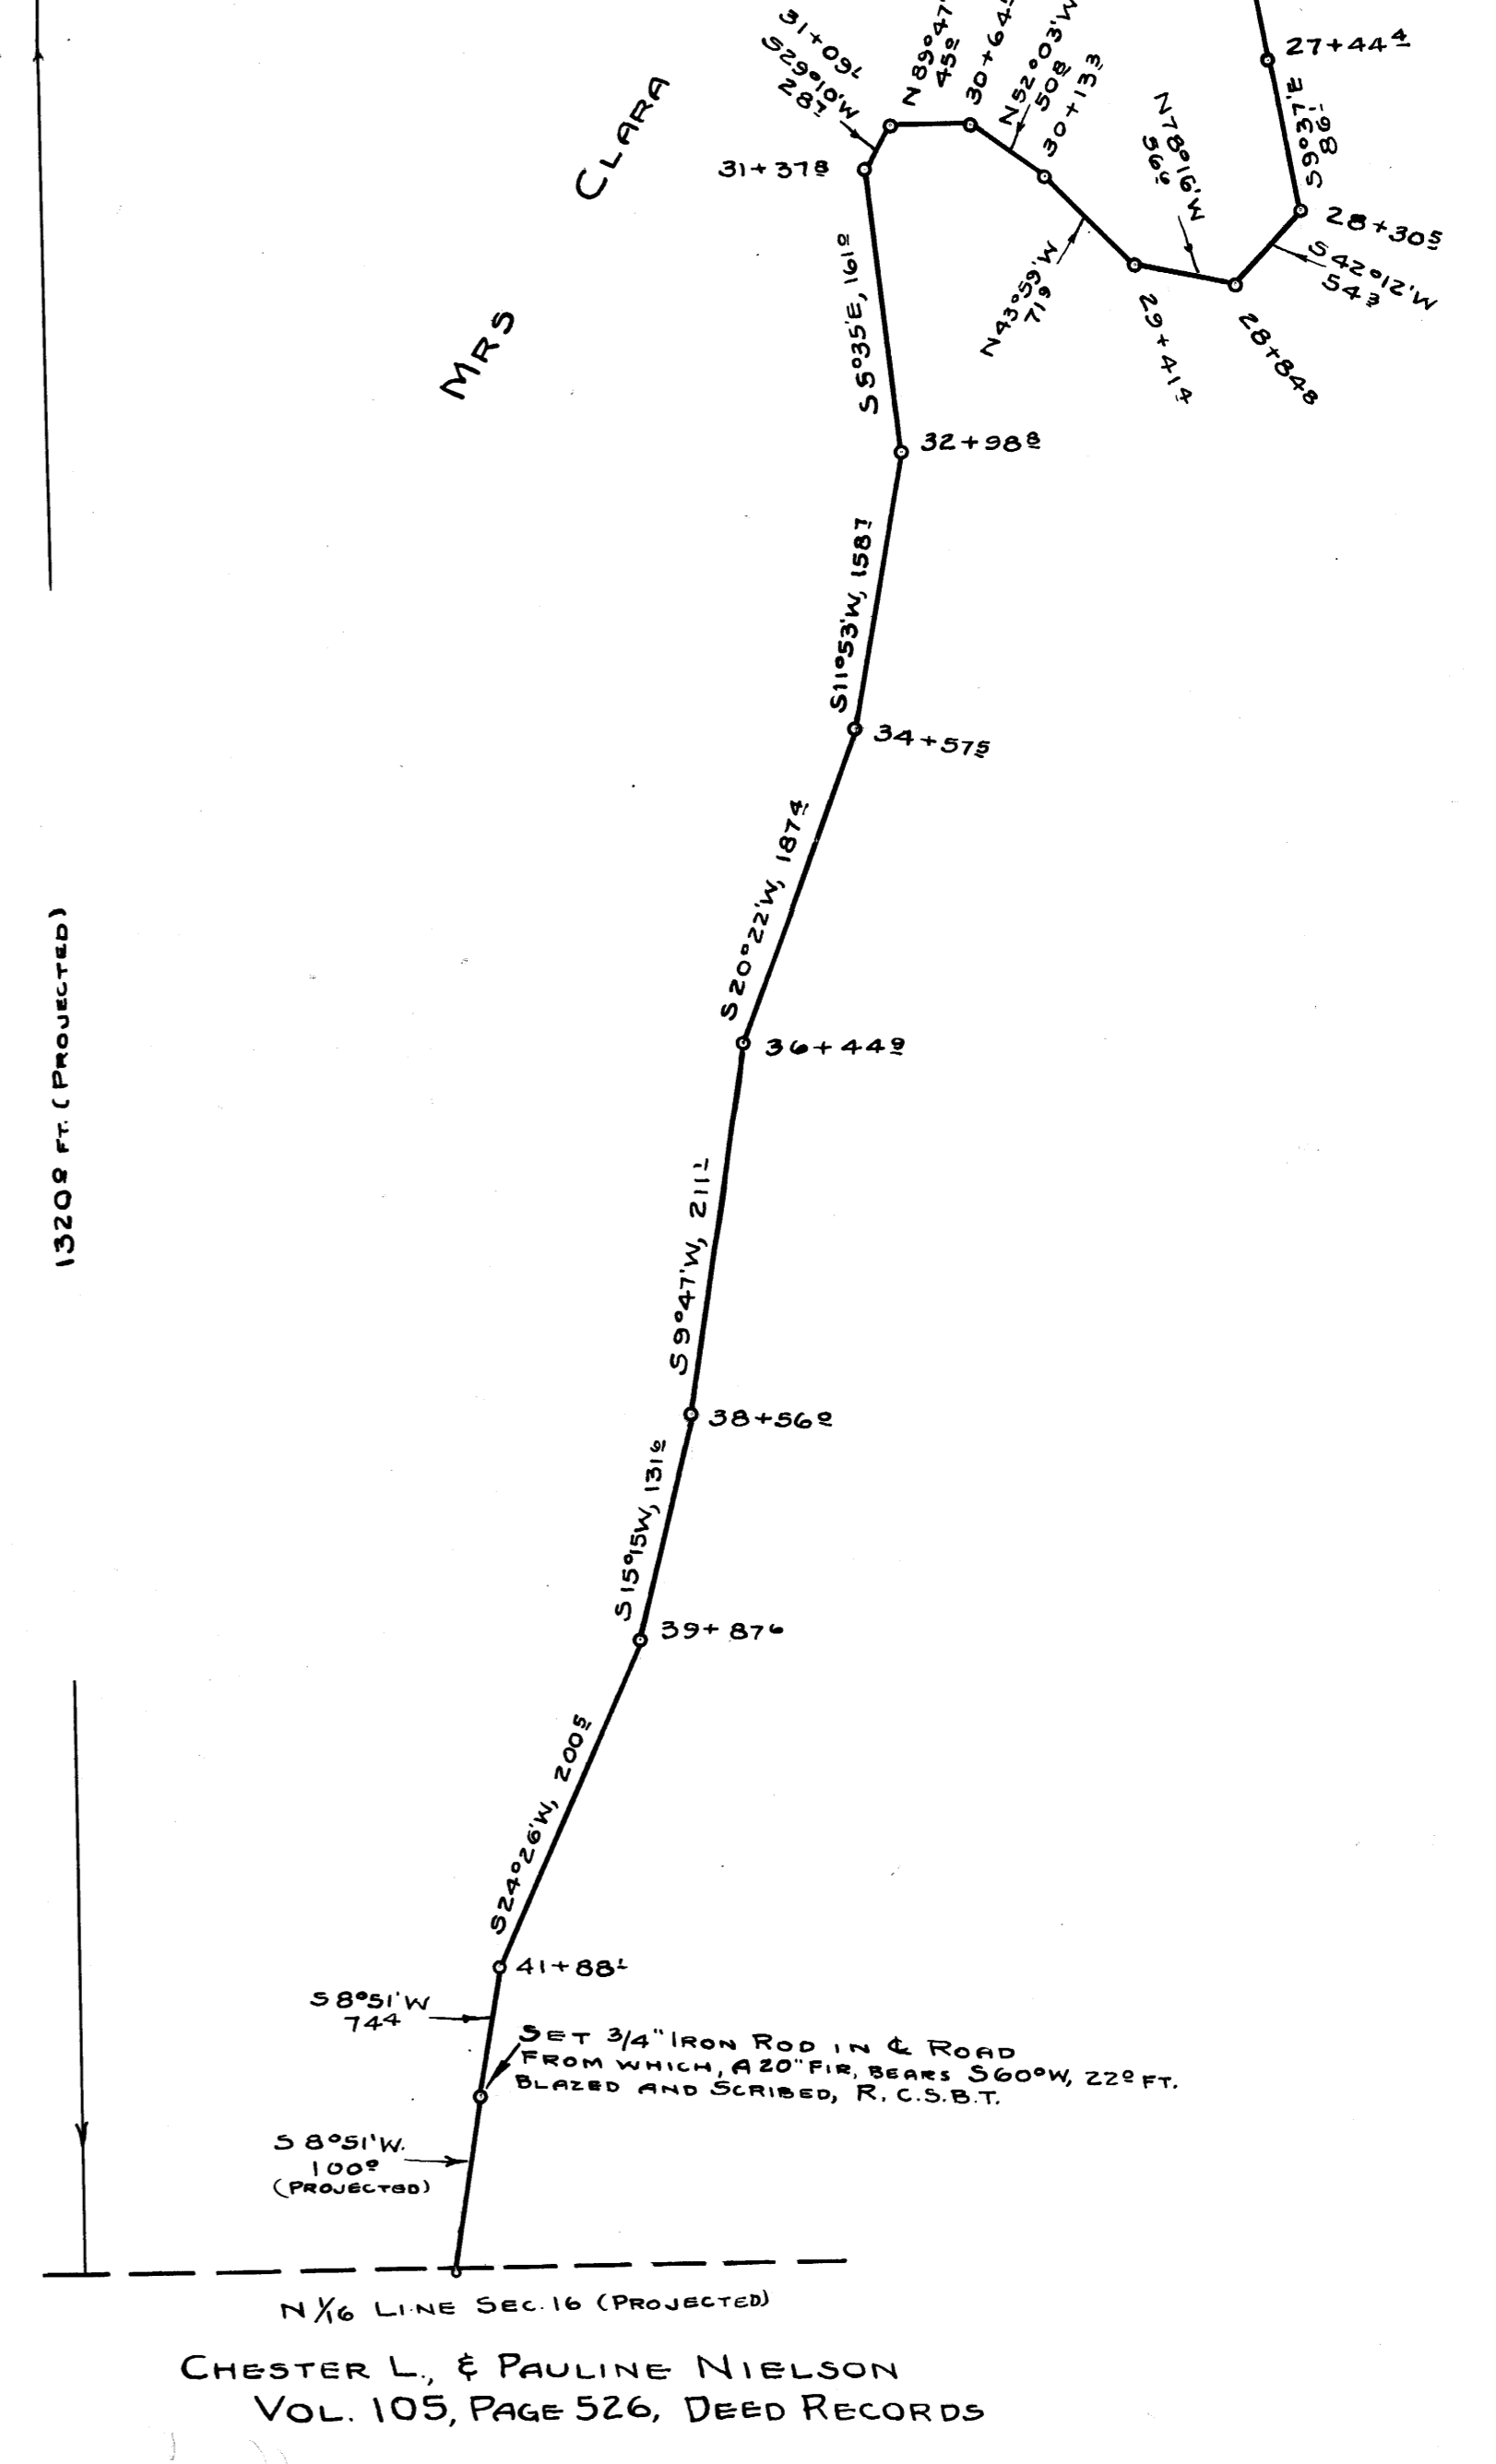 27+44 4
S9°37'E
86 1
28+30 5
S42°12'W
54 3
28+84 8
N78°16'W
56 6
29+41 4
N43°59'W
71 9
30+13 3
N52°03'W
50 8
30+64
N89°47'
45 0
31+09
S29°10'W
28 7
31+37 8
CLARA
MRS
S5°35'E, 161 0
32+98 8
S11°53'W, 158 7
34+57 5
S20°22'W, 187 4
36+44 9
1320 0 FT. (PROJECTED)
S9°47'W, 211 1
38+56 0
S15°15'W, 131 6
39+87 6
S24°26'W, 200 5
41+88 1
S8°51'W
74 4
SET 3/4" IRON ROD IN ℄ ROAD
FROM WHICH, A 20" FIR, BEARS S60°W, 22 0 FT.
BLAZED AND SCRIBED, R.C.S.B.T.
S8°51'W.
100 0
(PROJECTED)
N 1/16 LINE SEC. 16 (PROJECTED)
CHESTER L., & PAULINE NIELSON
VOL. 105, PAGE 526, DEED RECORDS